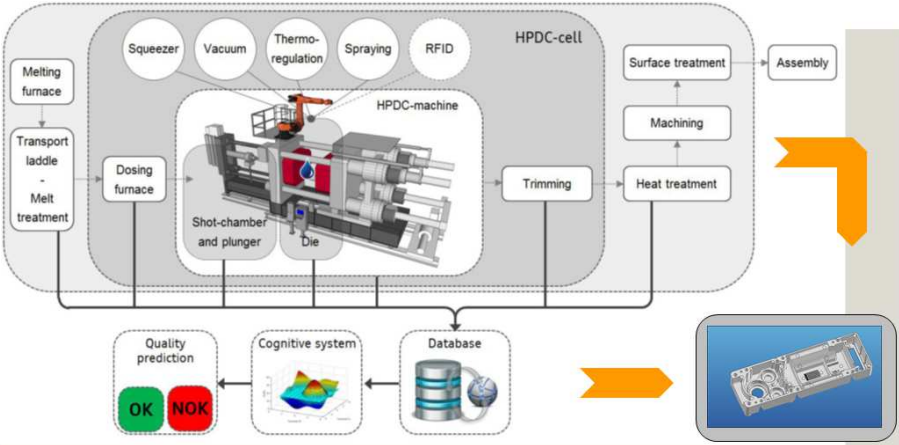 HPDC-cell
Squeezer
Vacuum
Thermo-
regulation
Spraying
RFID
Melting
furnace
Transport
laddle
-
Melt
treatment
Dosing
furnace
HPDC-machine
Shot-chamber
and plunger
Die
Trimming
Surface treatment
Assembly
Machining
Heat treatment
Quality
prediction
OK
NOK
Cognitive system
Database